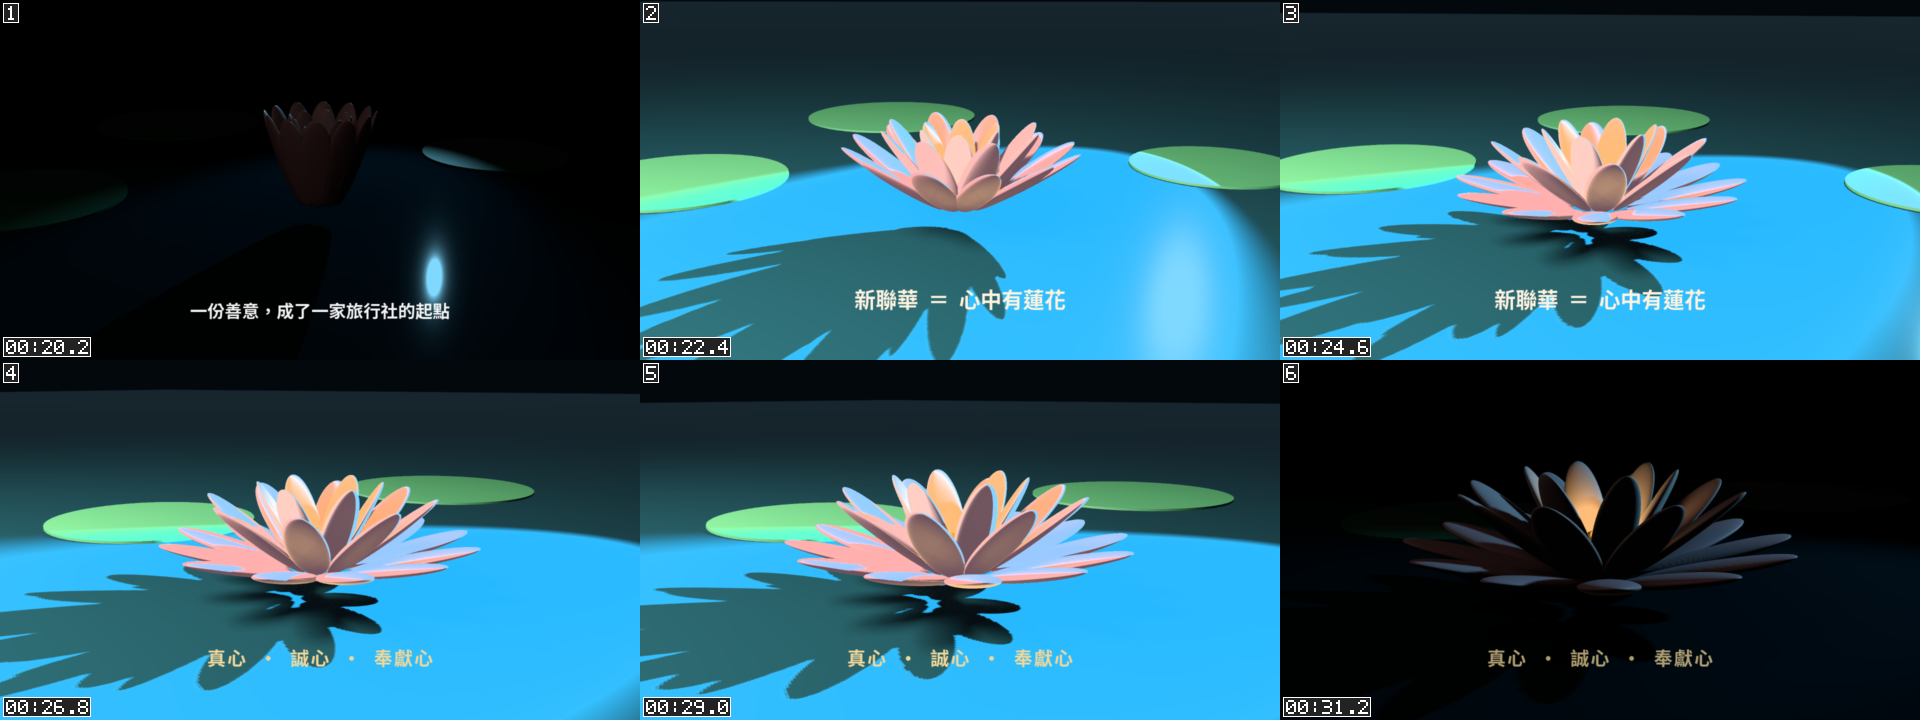 1
一份善意，成了一家旅行社的起點
00:20.2
2
新聯華 = 心中有蓮花
00:22.4
3
新聯華 = 心中有蓮花
00:24.6
4
真心 · 誠心 · 奉獻心
00:26.8
5
真心 · 誠心 · 奉獻心
00:29.0
6
真心 · 誠心 · 奉獻心
00:31.2